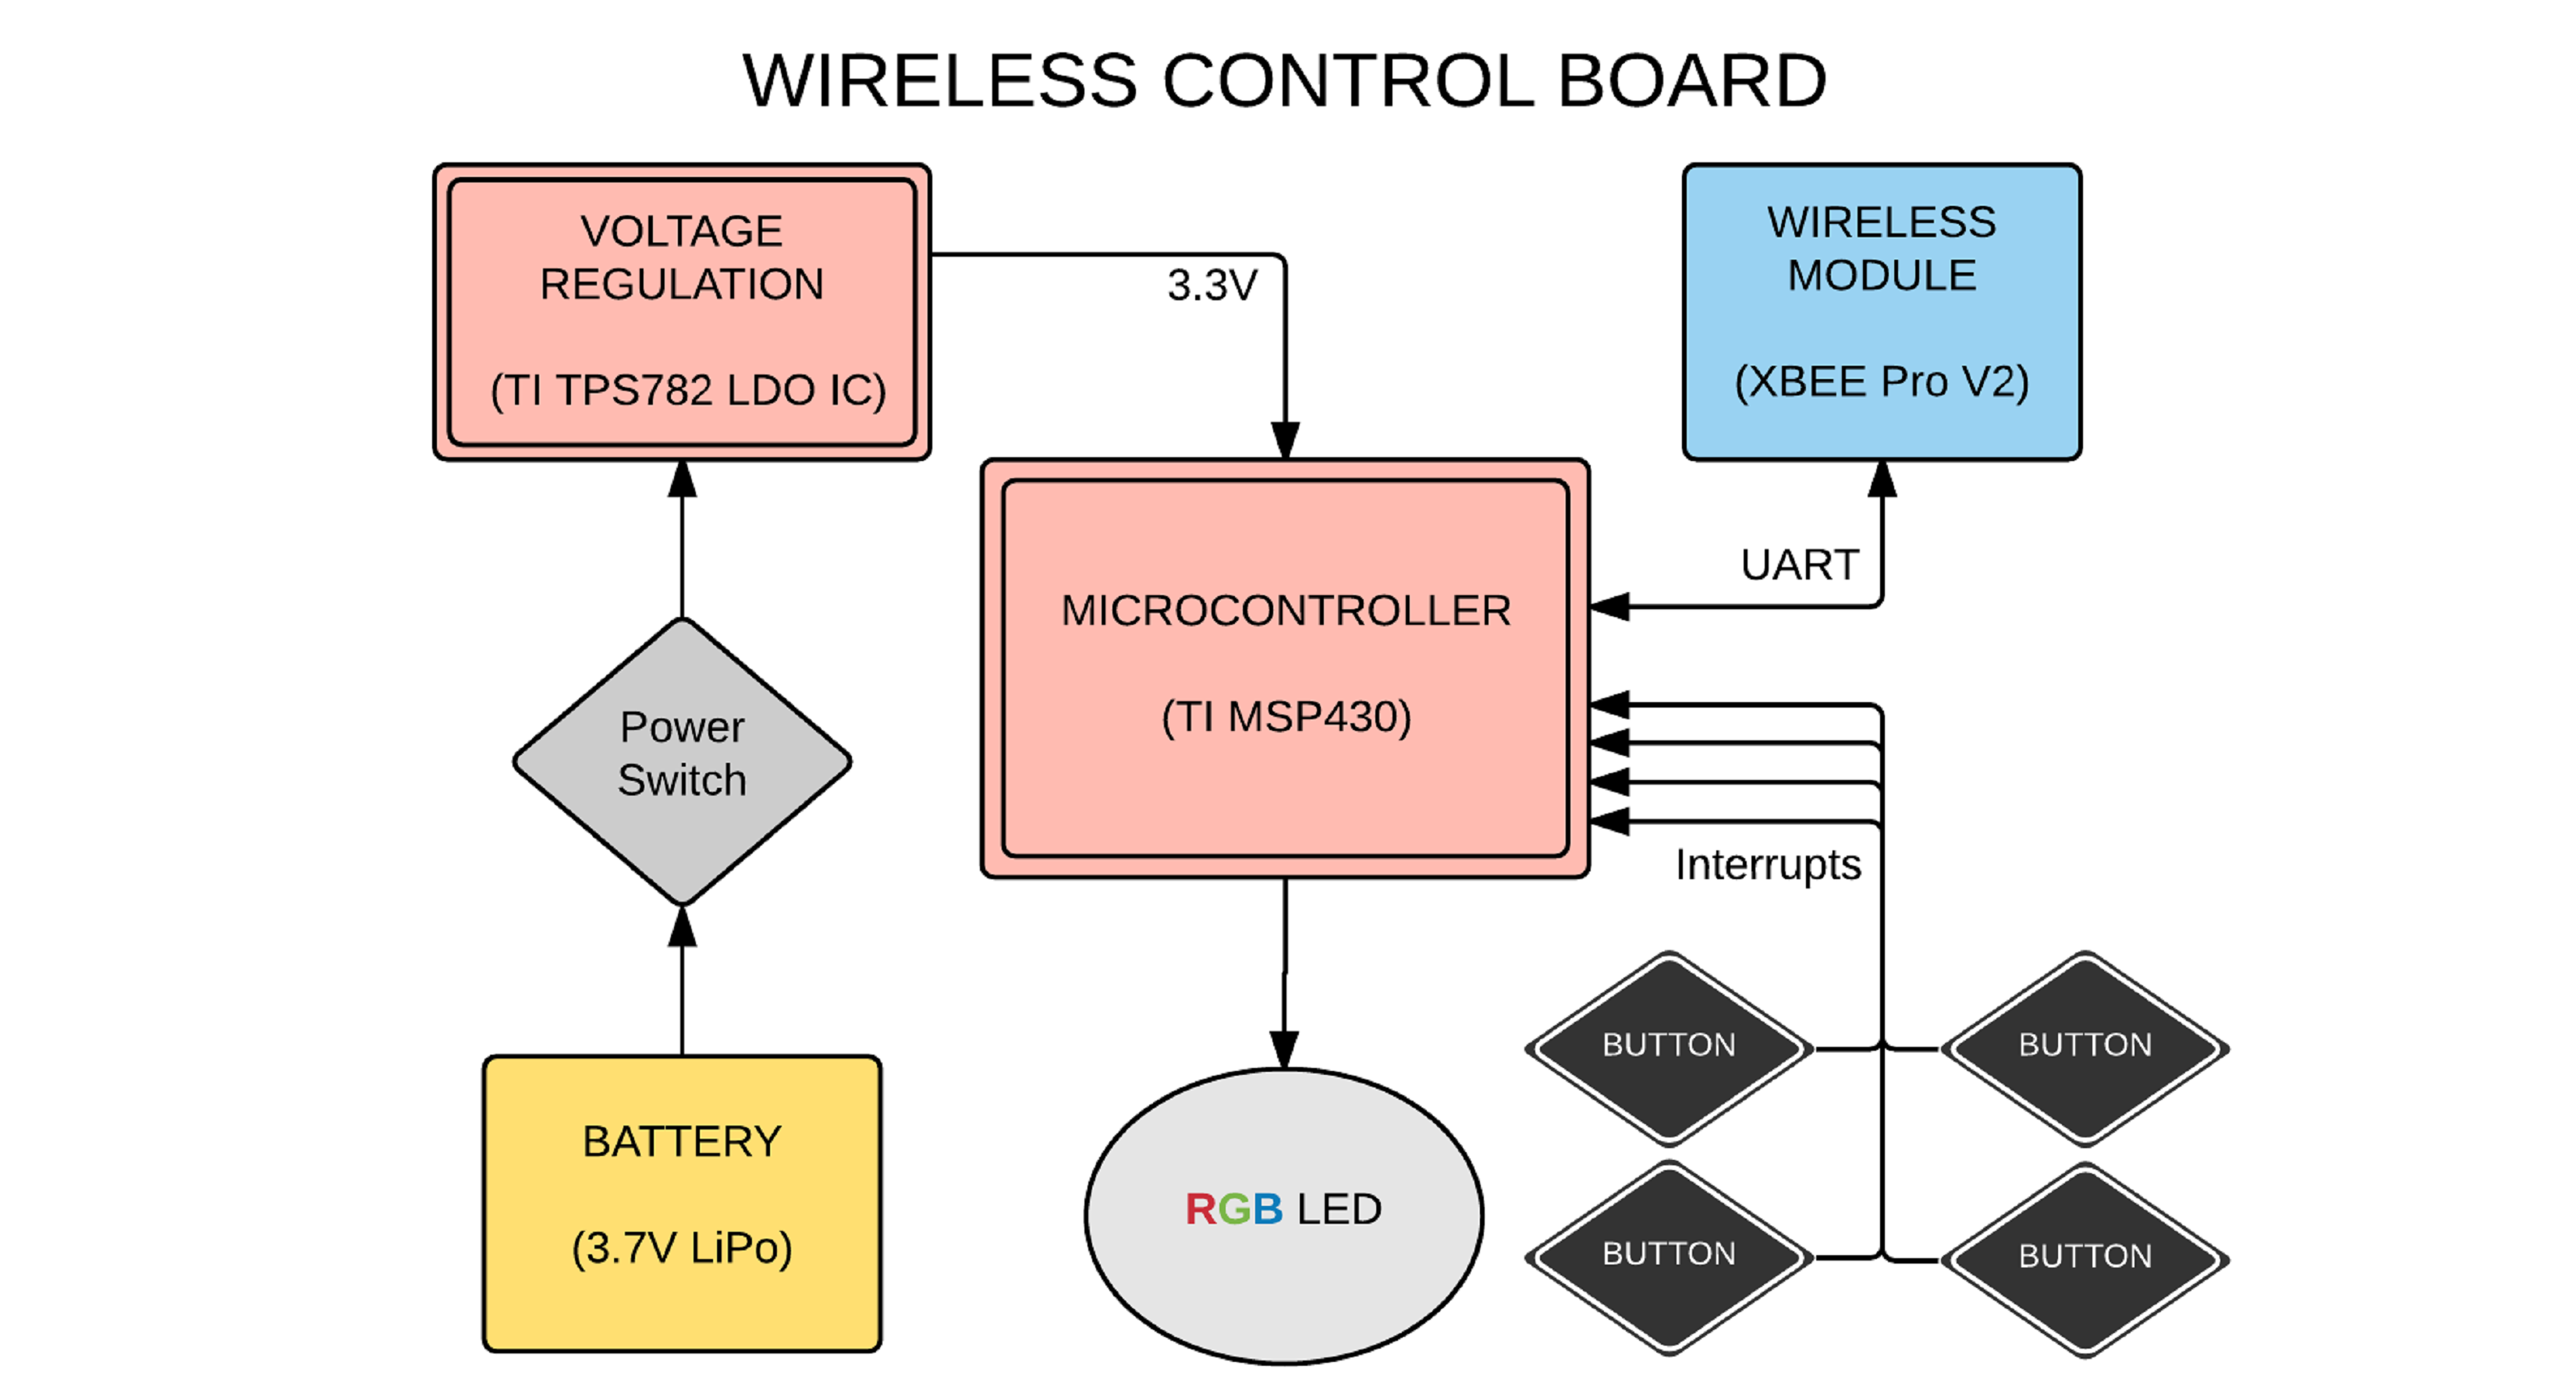 WIRELESS CONTROL BOARD
VOLTAGE
REGULATION
(TI TPS782 LDO IC)
3.3V
WIRELESS
MODULE
(XBEE Pro V2)
UART
MICROCONTROLLER
(TI MSP430)
Power
Switch
Interrupts
BATTERY
(3.7V LiPo)
RGB LED
BUTTON
BUTTON
BUTTON
BUTTON